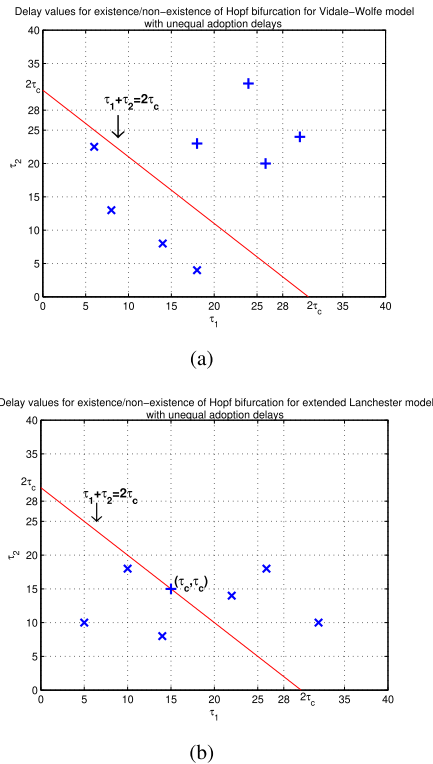 Delay values for existence/non−existence of Hopf bifurcation for Vidale−Wolfe model
with unequal adoption delays
40
35
2τc
28
25
20
15
10
5
0
τ2
τ1+τ2=2τc
0 5 10 15 20 25 28 2τc 35 40
τ1
(a)
Delay values for existence/non−existence of Hopf bifurcation for extended Lanchester model
with unequal adoption delays
40
35
2τc
28
25
20
15
10
5
0
τ2
τ1+τ2=2τc
(τc,τc)
0 5 10 15 20 25 28 2τc 35 40
τ1
(b)